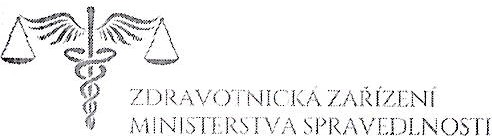 ZDRAVOTNICKÁ ZAŘÍZENÍ
MINISTERSTVA SPRAVEDLNOSTI